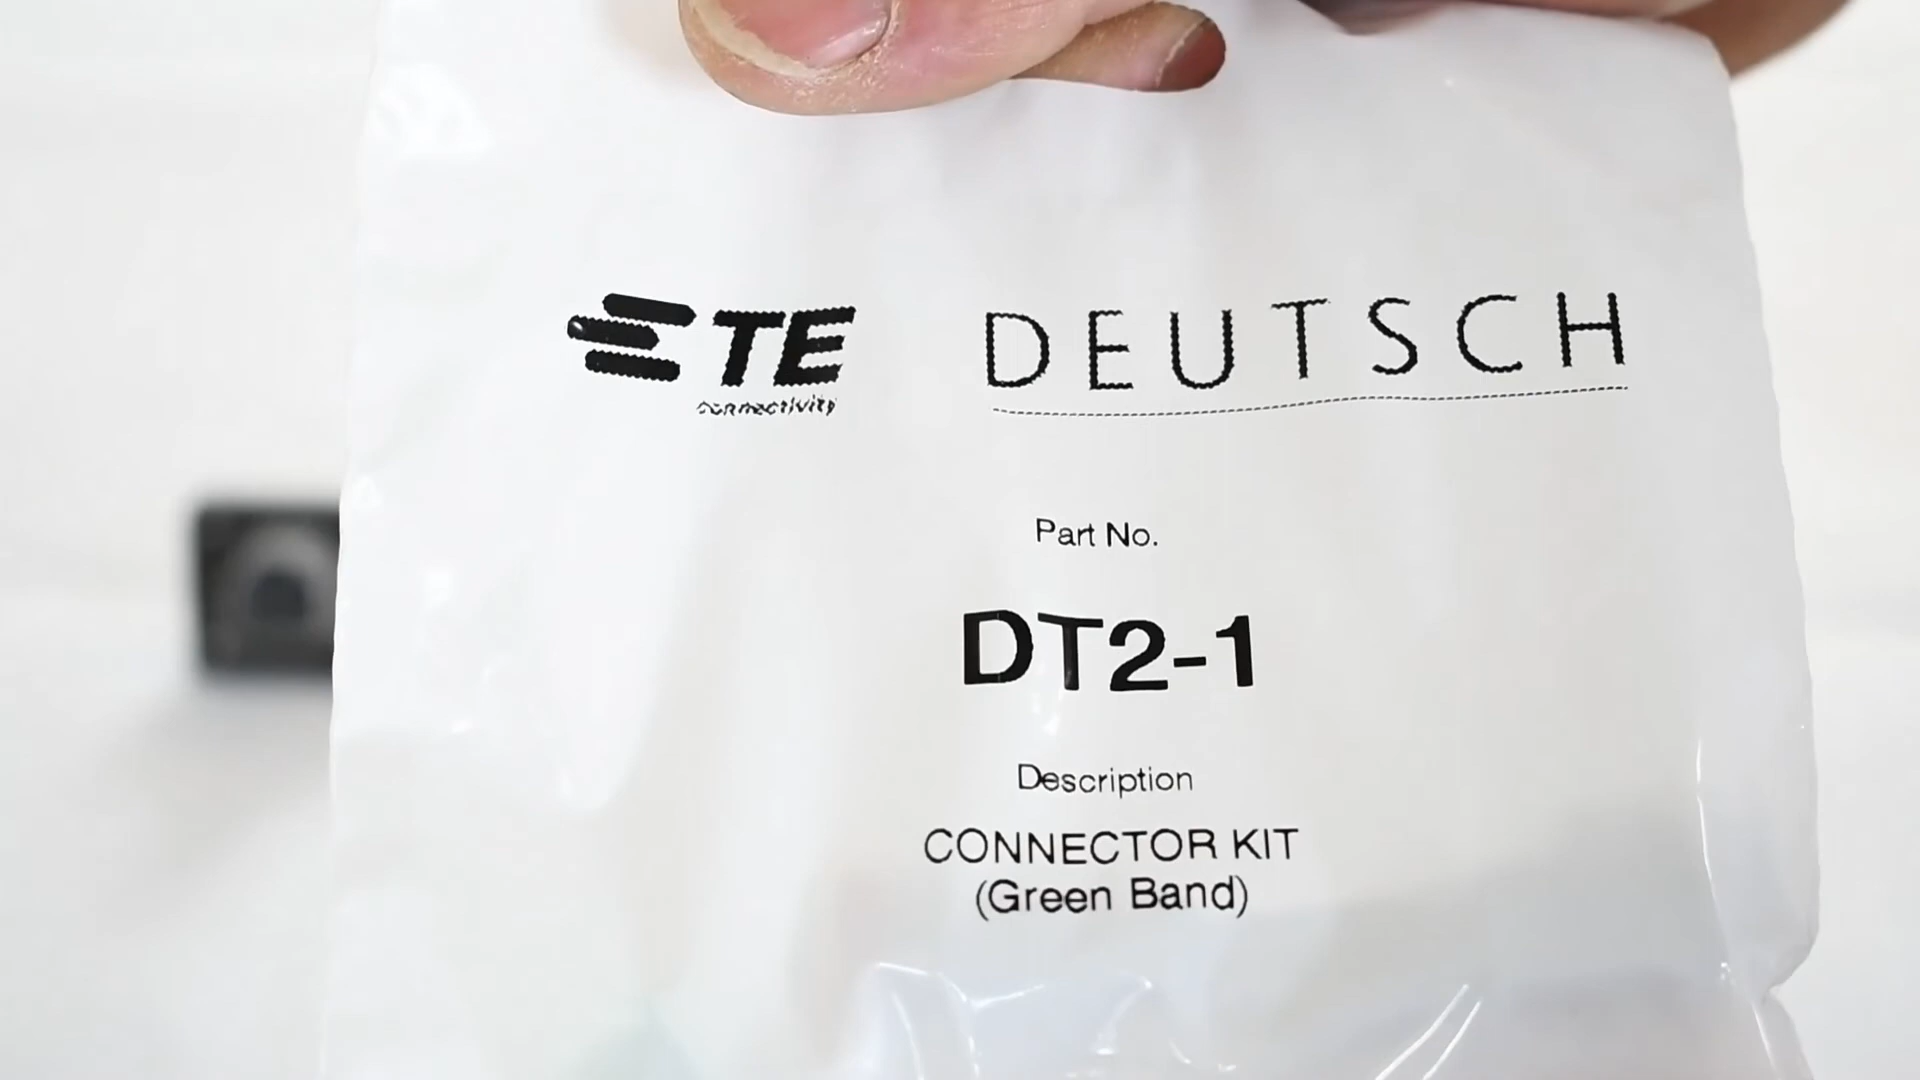 TE
connectivity
DEUTSCH
Part No.
DT2-1
Description
CONNECTOR KIT
(Green Band)